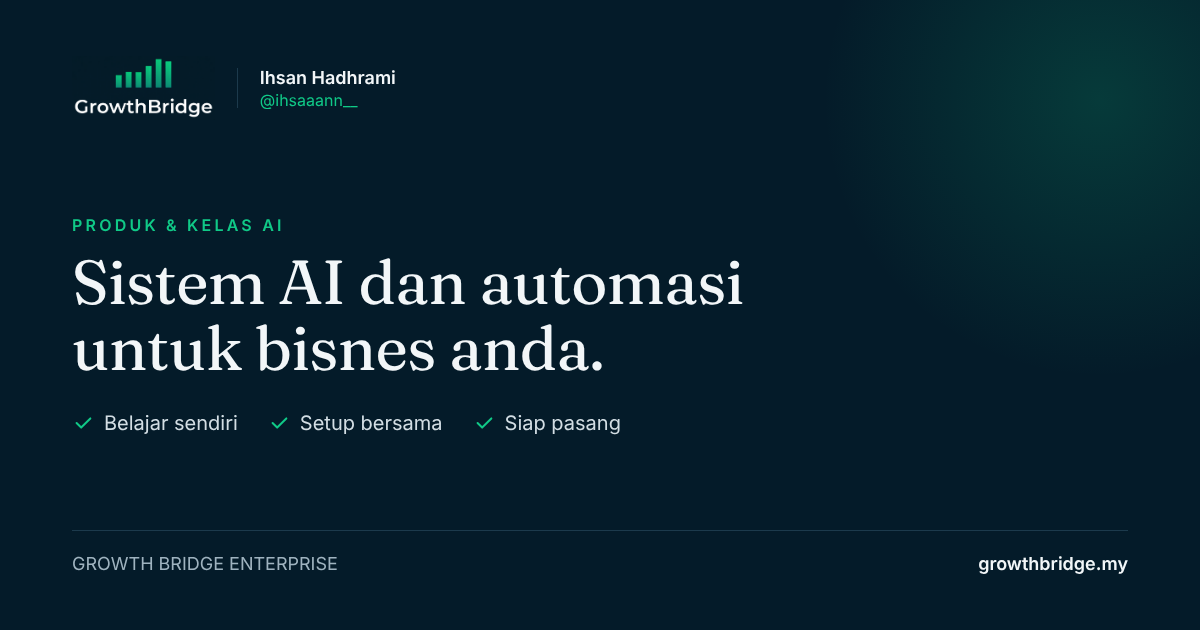 GrowthBridge
Ihsan Hadhrami
@ihsaaann__
PRODUK & KELAS AI
Sistem AI dan automasi
untuk bisnes anda.
Belajar sendiri
Setup bersama
Siap pasang
GROWTH BRIDGE ENTERPRISE
growthbridge.my